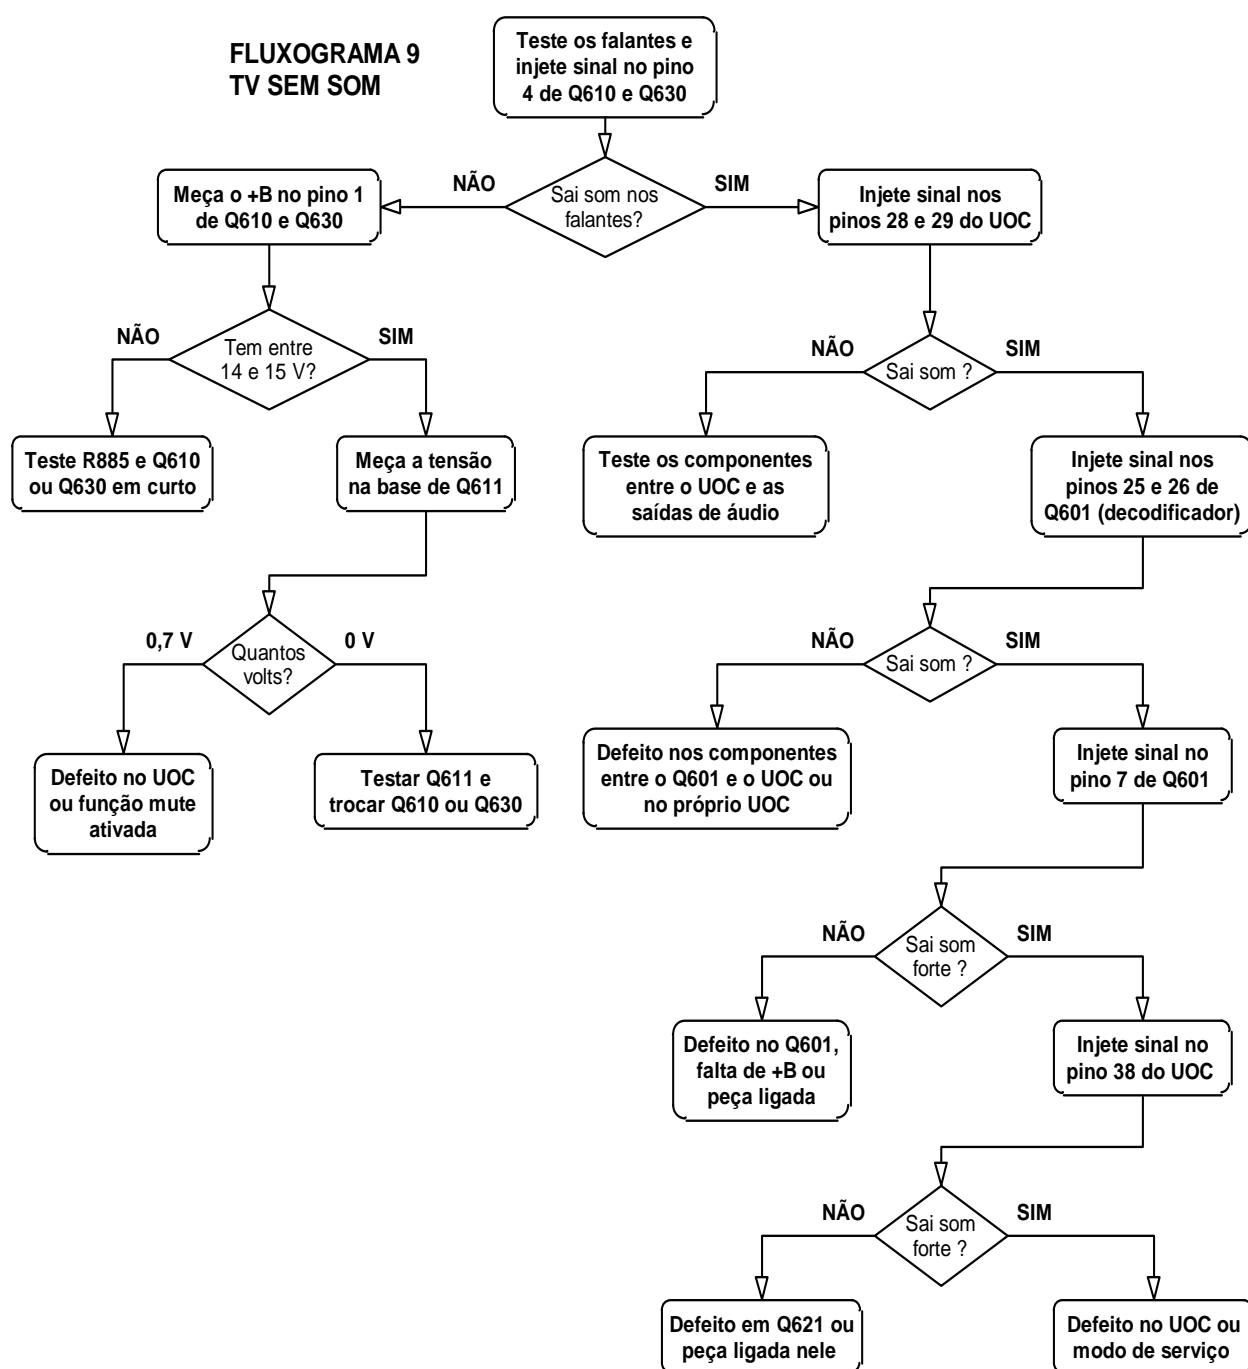 FLUXOGRAMA 9
TV SEM SOM
Teste os falantes e
injete sinal no pino
4 de Q610 e Q630
NÃO
Sai som nos
falantes?
SIM
Meça o +B no pino 1
de Q610 e Q630
Injete sinal nos
pinos 28 e 29 do UOC
NÃO
Tem entre
14 e 15 V?
SIM
NÃO
Sai som ?
SIM
Teste R885 e Q610
ou Q630 em curto
Meça a tensão
na base de Q611
Teste os componentes
entre o UOC e as
saídas de áudio
Injete sinal nos
pinos 25 e 26 de
Q601 (decodificador)
0,7 V
Quantos
volts?
0 V
NÃO
Sai som ?
SIM
Defeito no UOC
ou função mute
ativada
Testar Q611 e
trocar Q610 ou Q630
Defeito nos componentes
entre o Q601 e o UOC ou
no próprio UOC
Injete sinal no
pino 7 de Q601
NÃO
Sai som
forte ?
SIM
Defeito no Q601,
falta de +B ou
peça ligada
Injete sinal no
pino 38 do UOC
NÃO
Sai som
forte ?
SIM
Defeito em Q621 ou
peça ligada nele
Defeito no UOC ou
modo de serviço